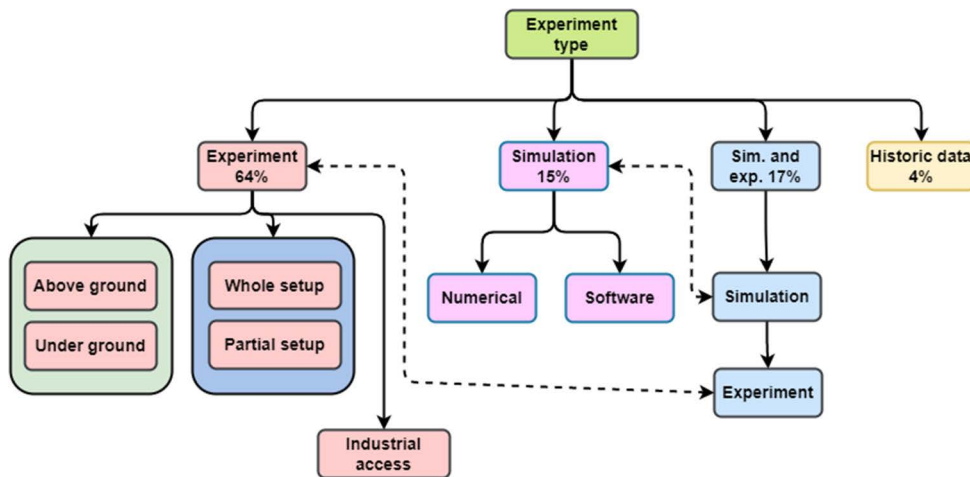 Experiment
type
Experiment
64%
Simulation
15%
Sim. and
exp. 17%
Historic data
4%
Above ground
Under ground
Whole setup
Partial setup
Numerical
Software
Simulation
Experiment
Industrial
access